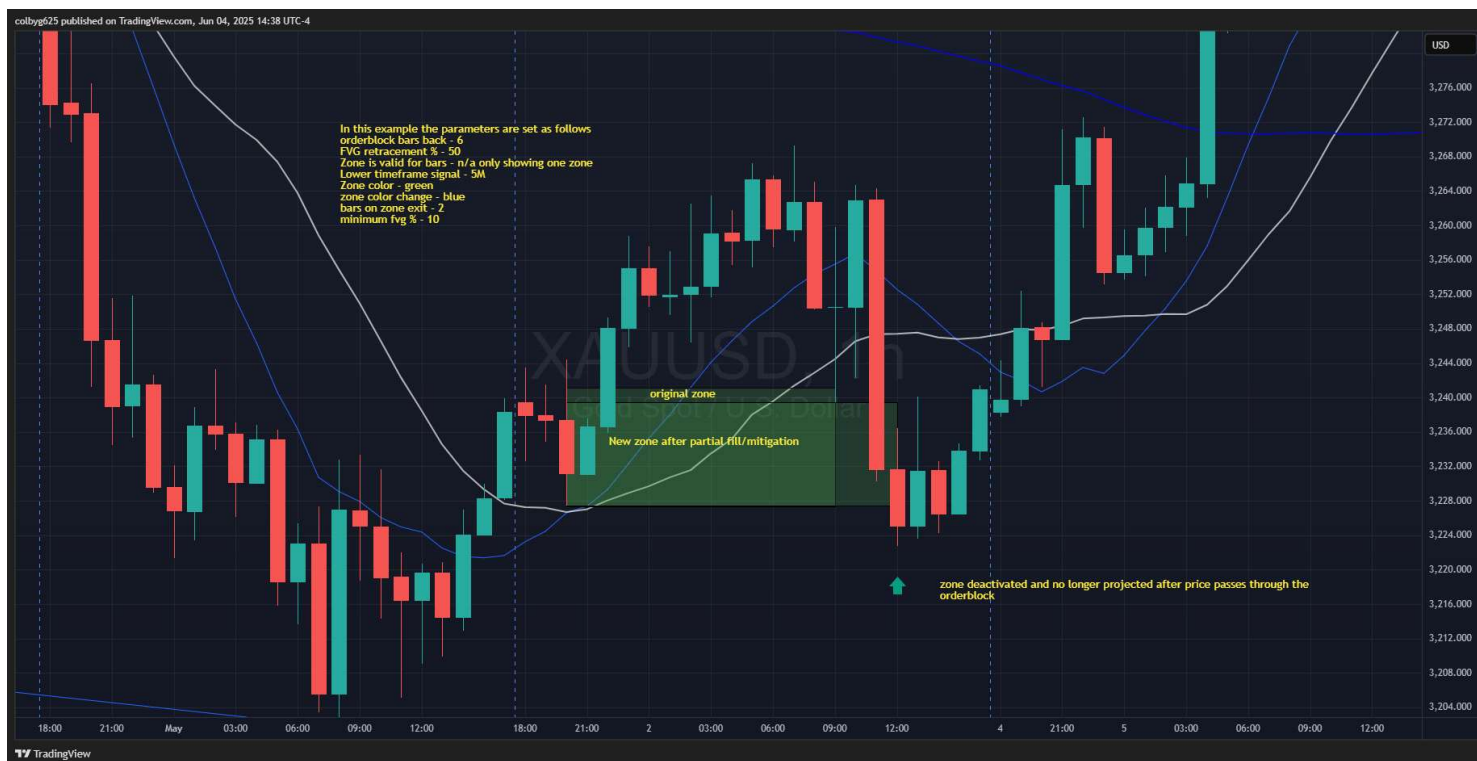 colbyg625 published on TradingView.com, Jun 04, 2025 14:38 UTC-4
USD
In this example the parameters are set as follows
orderblock bars back - 6
FVG retracement % - 50
Zone is valid for bars - n/a only showing one zone
Lower timeframe signal - 5M
Zone color - green
zone color change - blue
bars on zone exit - 2
minimum fvg % - 10
XAUUSD, 1h
Gold Spot / U.S. Dollar
original zone
New zone after partial fill/mitigation
zone deactivated and no longer projected after price passes through the
orderblock
3,276.000
3,272.000
3,268.000
3,264.000
3,260.000
3,256.000
3,252.000
3,248.000
3,244.000
3,240.000
3,236.000
3,232.000
3,228.000
3,224.000
3,220.000
3,216.000
3,212.000
3,208.000
3,204.000
18:00 21:00 May 03:00 06:00 09:00 12:00 18:00 21:00 2 03:00 06:00 09:00 12:00 4 21:00 5 03:00 06:00 09:00 12:00
TradingView